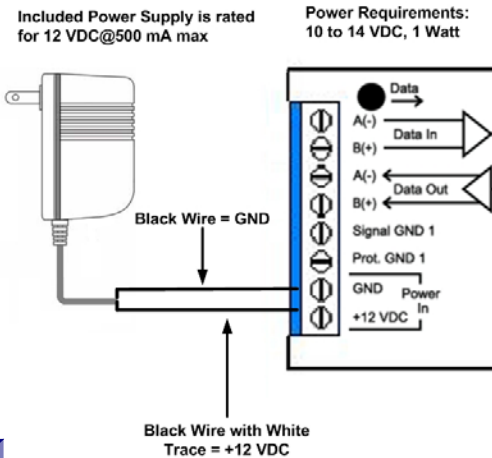 Included Power Supply is rated
for 12 VDC@500 mA max
Power Requirements:
10 to 14 VDC, 1 Watt
Data
A(-)
Data In
B(+)
A(-)
Data Out
B(+)
Signal GND 1
Prot. GND 1
GND
Power
In
+12 VDC
Black Wire = GND
Black Wire with White
Trace = +12 VDC